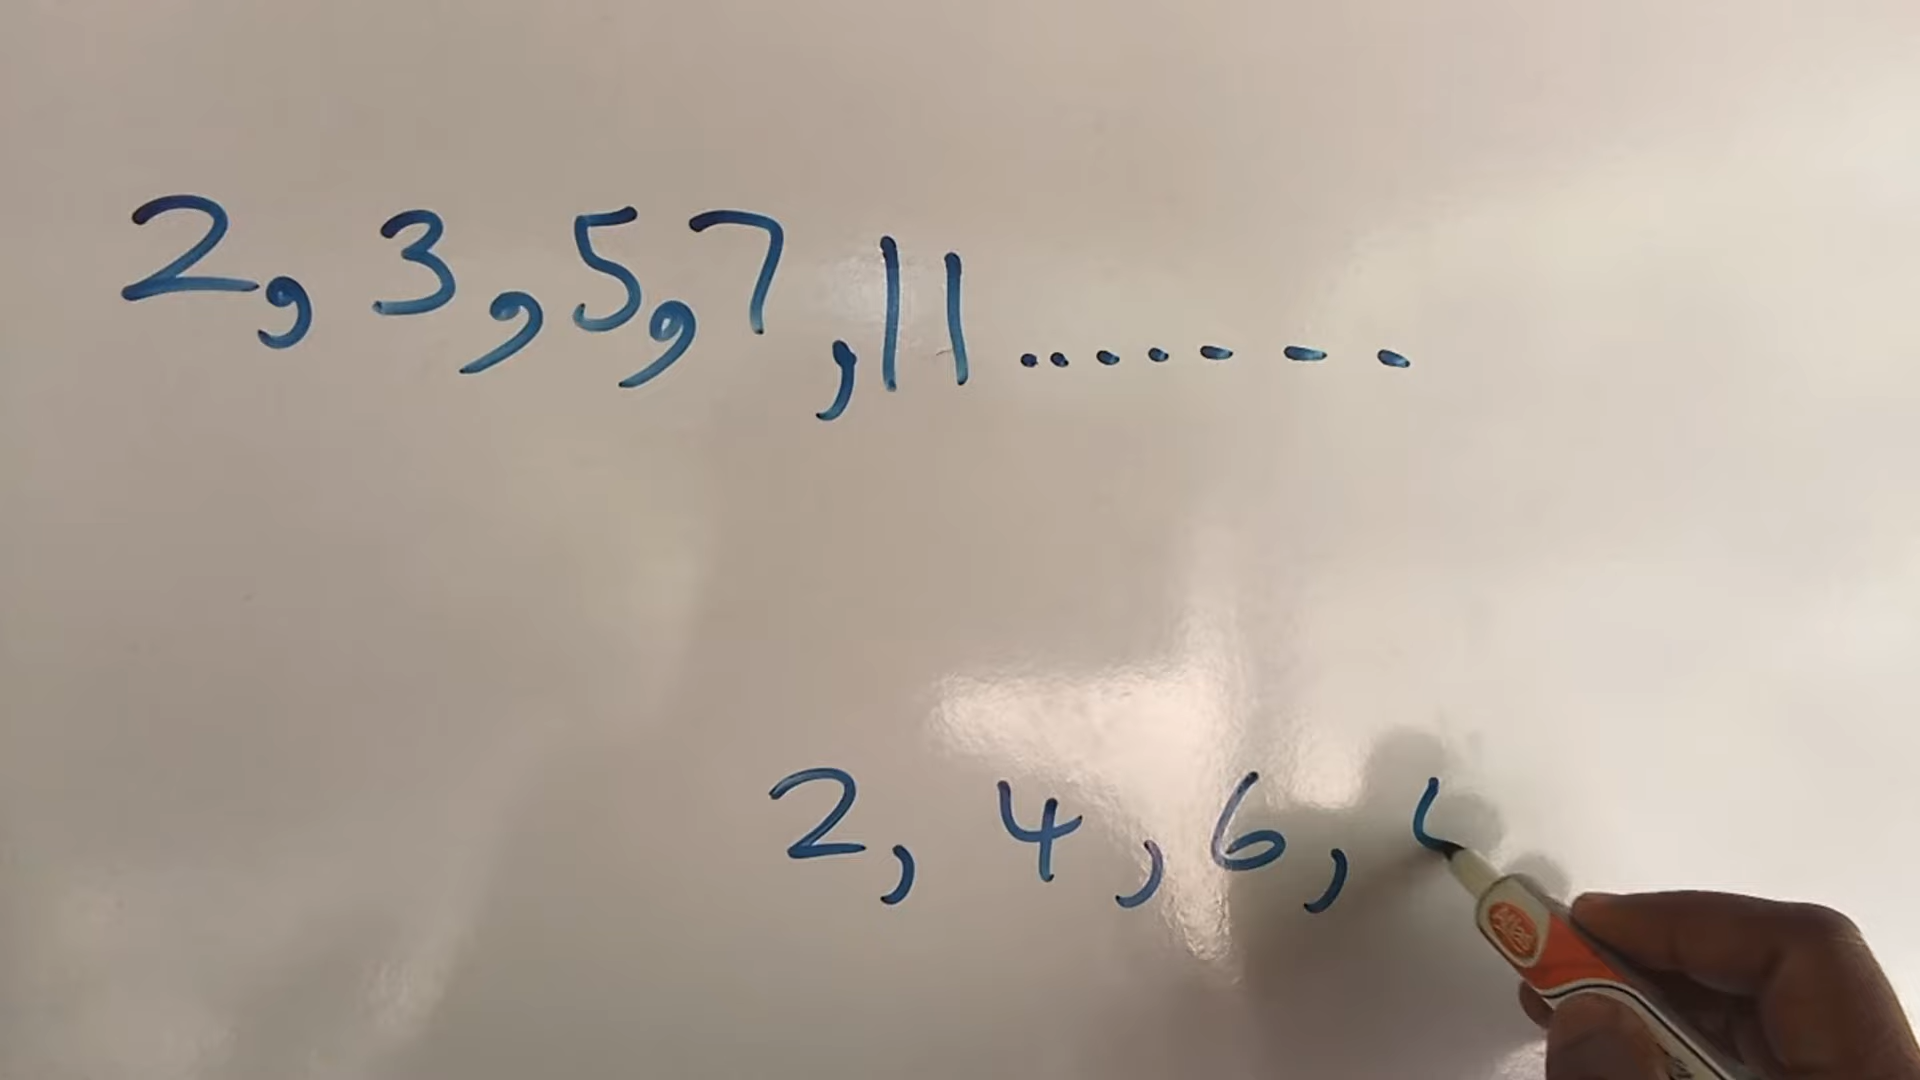 2, 3, 5, 7, 11.......
2, 4, 6,